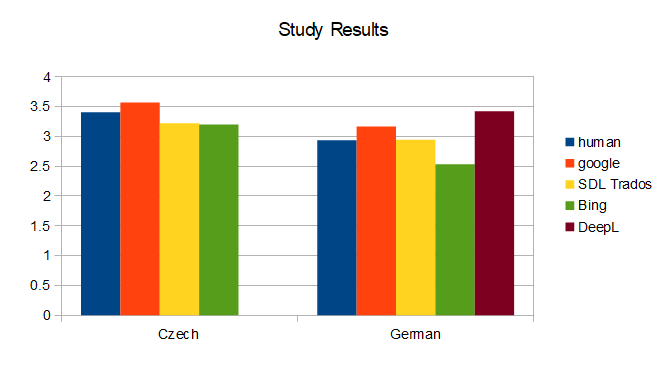 Study Results
4
3.5
3
2.5
2
1.5
1
0.5
0
Czech
German
human
google
SDL Trados
Bing
DeepL